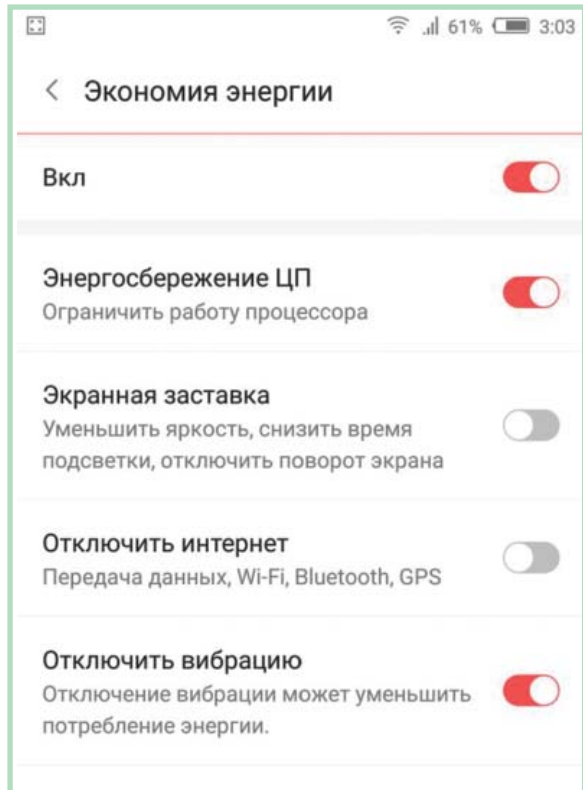 61% 3:03
Экономия энергии
Вкл
Энергосбережение ЦП
Ограничить работу процессора
Экранная заставка
Уменьшить яркость, снизить время
подсветки, отключить поворот экрана
Отключить интернет
Передача данных, Wi-Fi, Bluetooth, GPS
Отключить вибрацию
Отключение вибрации может уменьшить
потребление энергии.